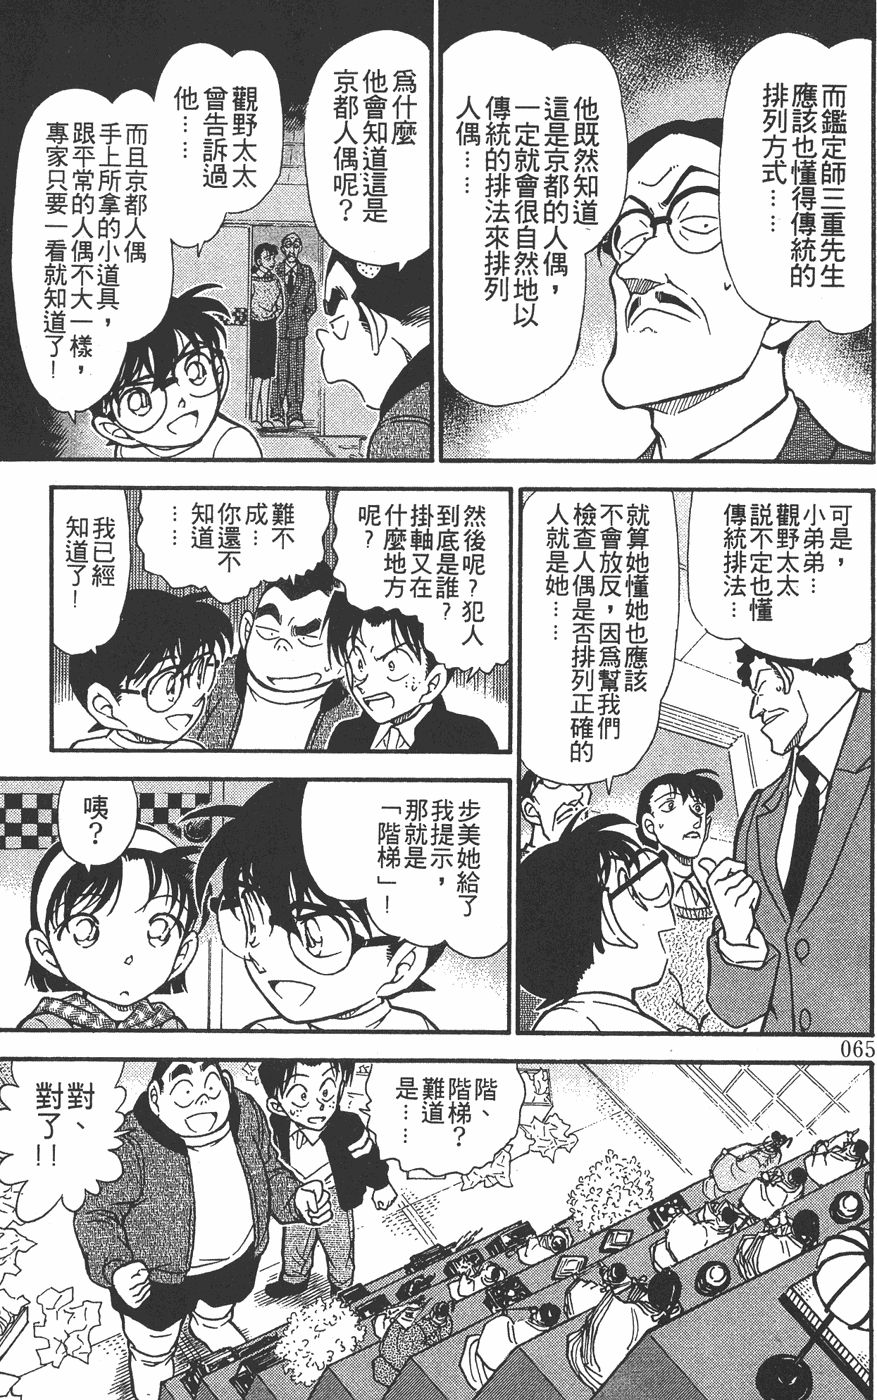 而鑑定師三重先生
應該也懂得傳統的
排列方式……
他既然知道
這是京都的人偶，
一定就會很自然地以
傳統的排法來排列
人偶……
為什麼
他會知道這是
京都人偶呢？
觀野太太
曾告訴過
他……
而且京都人偶
手上所拿的小道具，
跟平常的人偶不大一樣，
專家只要一看就知道了！
可是，
小弟弟…
觀野太太
說不定也懂
傳統排法…
就算她懂她也應該
不會放反，因為幫我們
檢查人偶是否排列正確的
人就是她……
然後呢？犯人
到底是誰？
掛軸又在
什麼地方
呢？
難不
成…
你還不
知道
……
我已經
知道了！
步美她給了
我提示，
那就是
「階梯」！
咦？
065
階、
階梯？
難道
是……
對、
對了!!